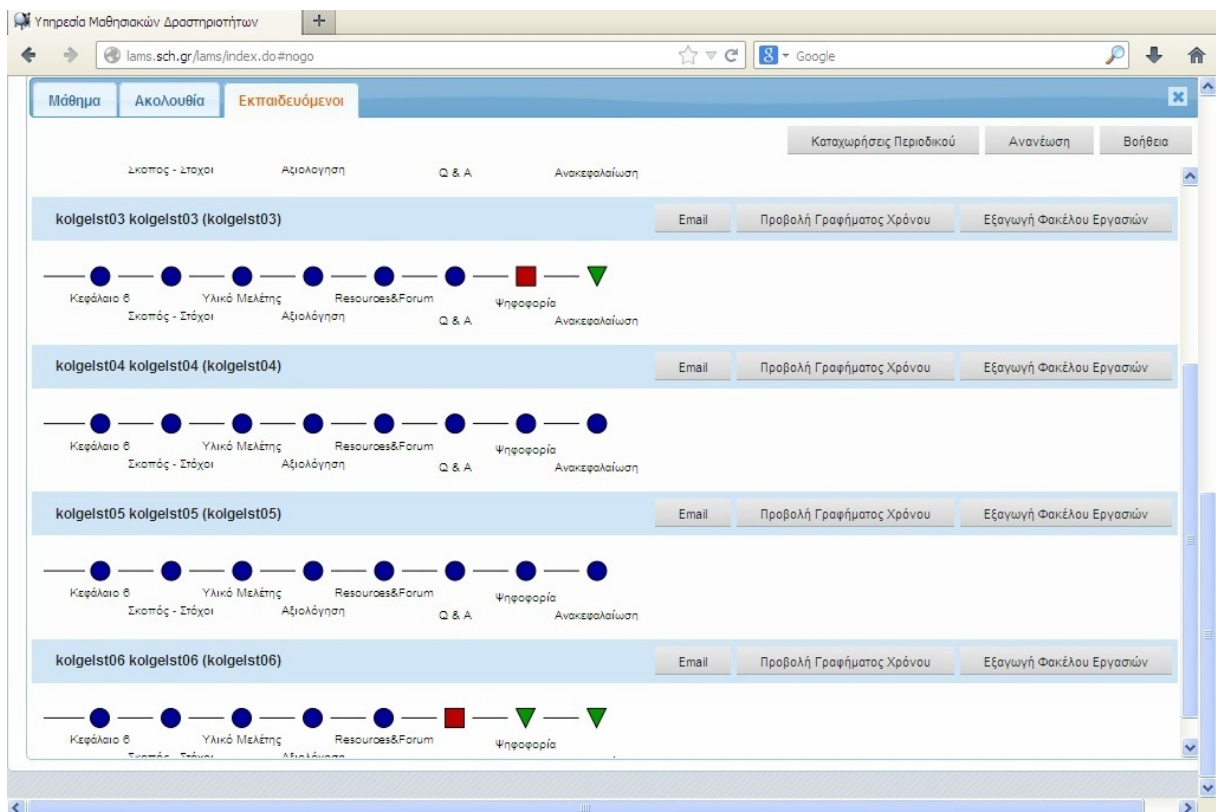 Υπηρεσία Μαθησιακών Δραστηριοτήτων
lams.sch.gr/lams/index.do#nogo
Google
Μάθημα Ακολουθία Εκπαιδευόμενοι
Καταχωρήσεις Περιοδικού Ανανέωση Βοήθεια
Σκοπός - Στόχοι Αξιολόγηση Q & A Ανακεφαλαίωση
kolgelst03 kolgelst03 (kolgelst03) Email Προβολή Γραφήματος Χρόνου Εξαγωγή Φακέλου Εργασιών
Κεφάλαιο 6 Υλικό Μελέτης Resources&Forum Ψηφοφορία
Σκοπός - Στόχοι Αξιολόγηση Q & A Ανακεφαλαίωση
kolgelst04 kolgelst04 (kolgelst04) Email Προβολή Γραφήματος Χρόνου Εξαγωγή Φακέλου Εργασιών
Κεφάλαιο 6 Υλικό Μελέτης Resources&Forum Ψηφοφορία
Σκοπός - Στόχοι Αξιολόγηση Q & A Ανακεφαλαίωση
kolgelst05 kolgelst05 (kolgelst05) Email Προβολή Γραφήματος Χρόνου Εξαγωγή Φακέλου Εργασιών
Κεφάλαιο 6 Υλικό Μελέτης Resources&Forum Ψηφοφορία
Σκοπός - Στόχοι Αξιολόγηση Q & A Ανακεφαλαίωση
kolgelst06 kolgelst06 (kolgelst06) Email Προβολή Γραφήματος Χρόνου Εξαγωγή Φακέλου Εργασιών
Κεφάλαιο 6 Υλικό Μελέτης Resources&Forum Ψηφοφορία
Σκοπός - Στόχοι Αξιολόγηση